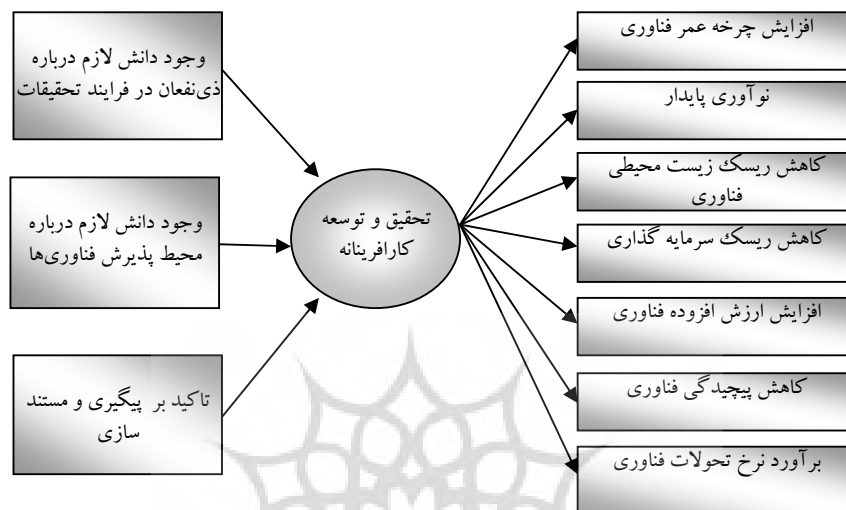 وجود دانش لازم درباره
ذی‌نفعان در فرایند تحقیقات
وجود دانش لازم درباره
محیط پذیرش فناوری‌ها
تاکید بر پیگیری و مستند
سازی
تحقیق و توسعه
کارافرینانه
افزایش چرخه عمر فناوری
نوآوری پایدار
کاهش ریسک زیست محیطی
فناوری
کاهش ریسک سرمایه گذاری
افزایش ارزش افزوده فناوری
کاهش پیچیدگی فناوری
برآورد نرخ تحولات فناوری